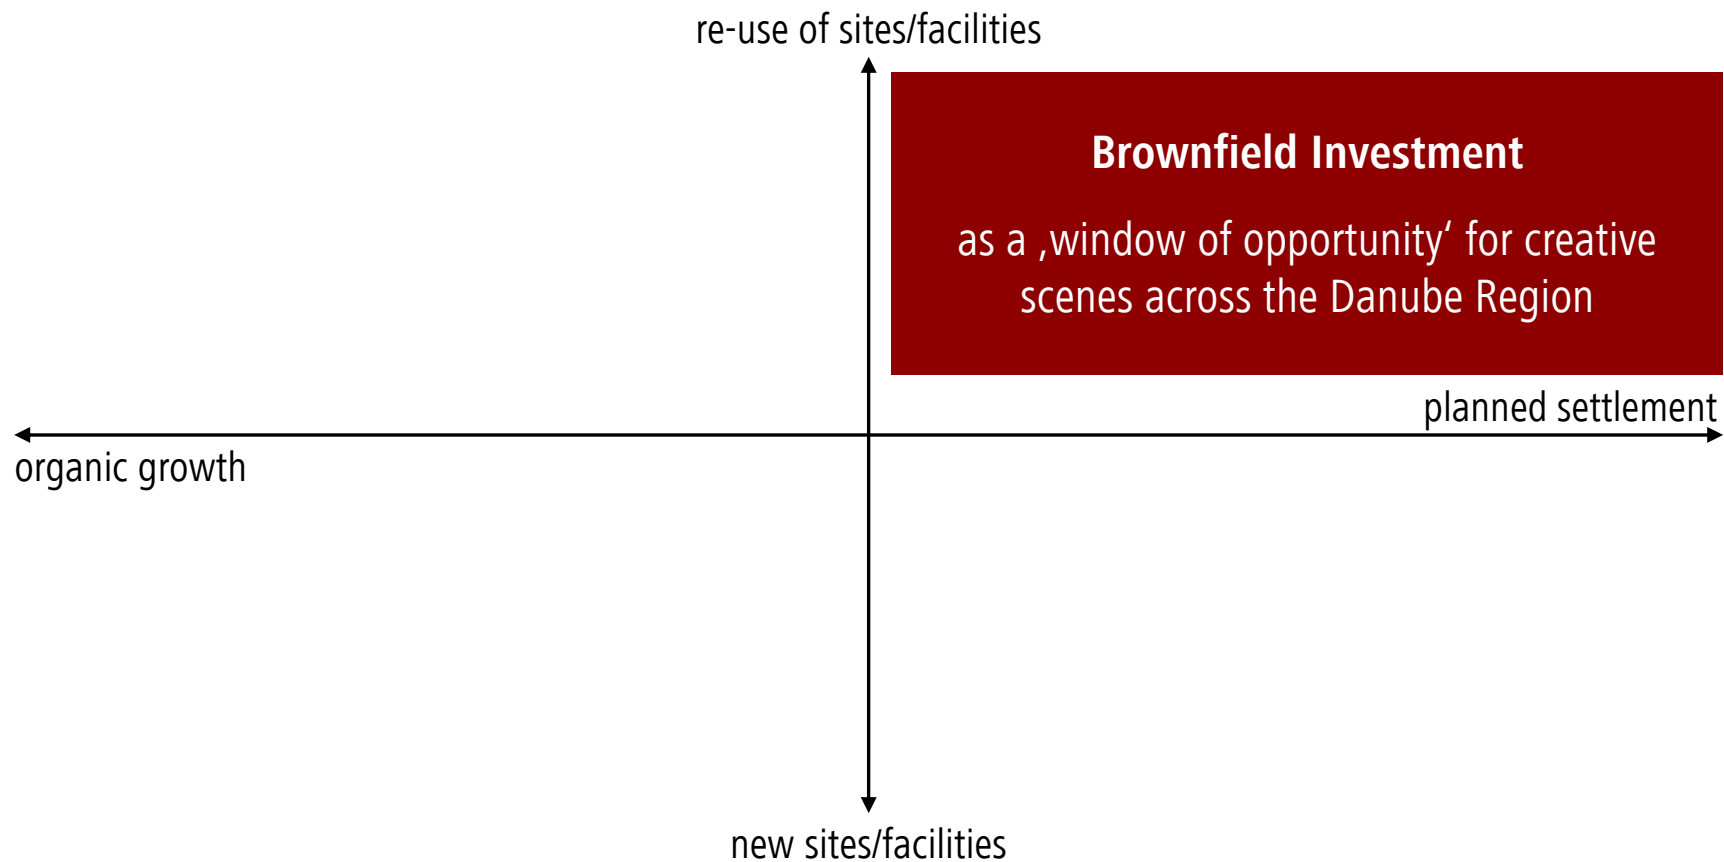 re-use of sites/facilities
Brownfield Investment
as a ‚window of opportunity‘ for creative
scenes across the Danube Region
planned settlement
organic growth
new sites/facilities